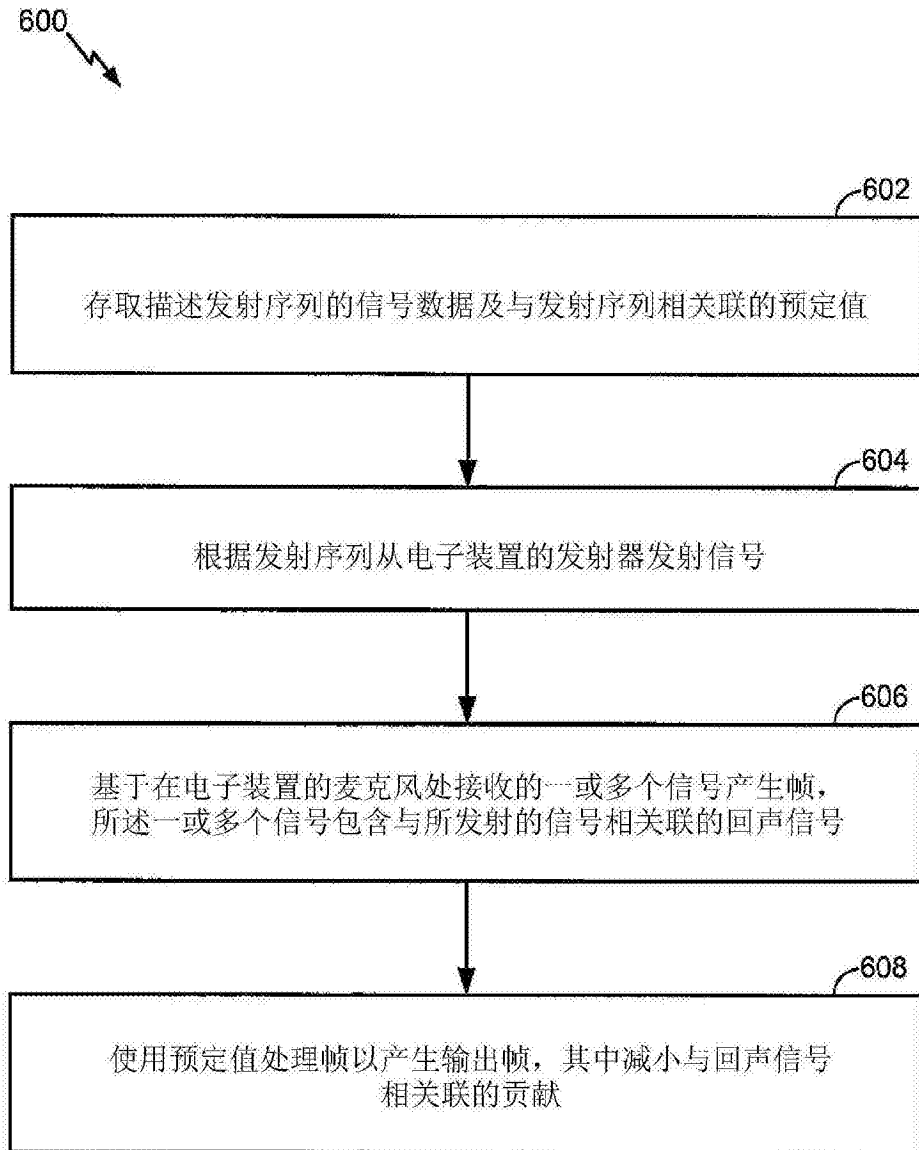 600
602
存取描述发射序列的信号数据及与发射序列相关联的预定值
604
根据发射序列从电子装置的发射器发射信号
606
基于在电子装置的麦克风处接收的一或多个信号产生帧，
所述一或多个信号包含与所发射的信号相关联的回声信号
608
使用预定值处理帧以产生输出帧，其中减小与回声信号
相关联的贡献